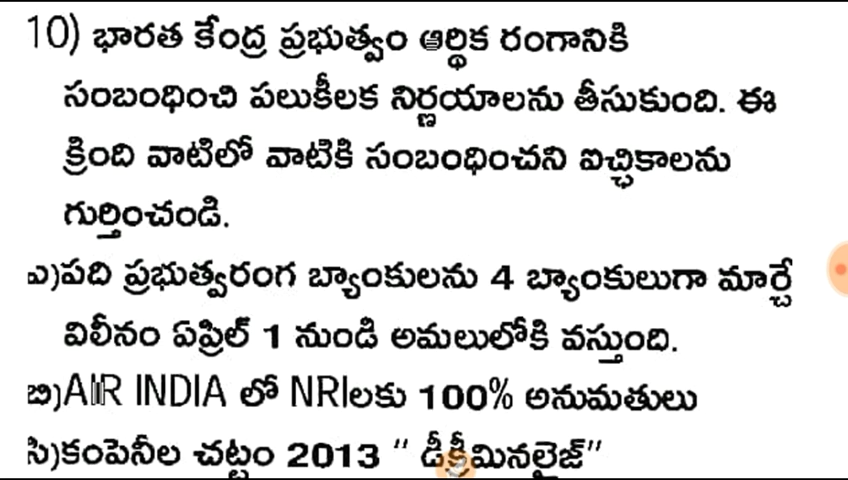 10) భారత కేంద్ర ప్రభుత్వం ఆర్థిక రంగానికి
సంబంధించి పలుకీలక నిర్ణయాలను తీసుకుంది. ఈ
క్రింది వాటిలో వాటికి సంబంధించని ఐచ్ఛికాలను
గుర్తించండి.
ఎ)పది ప్రభుత్వరంగ బ్యాంకులను 4 బ్యాంకులుగా మార్చే
విలీనం ఏప్రిల్ 1 నుండి అమలులోకి వస్తుంది.
బి)AIR INDIA లో NRIలకు 100% అనుమతులు
సి)కంపెనీల చట్టం 2013 " డీక్రీమినలైజ్"